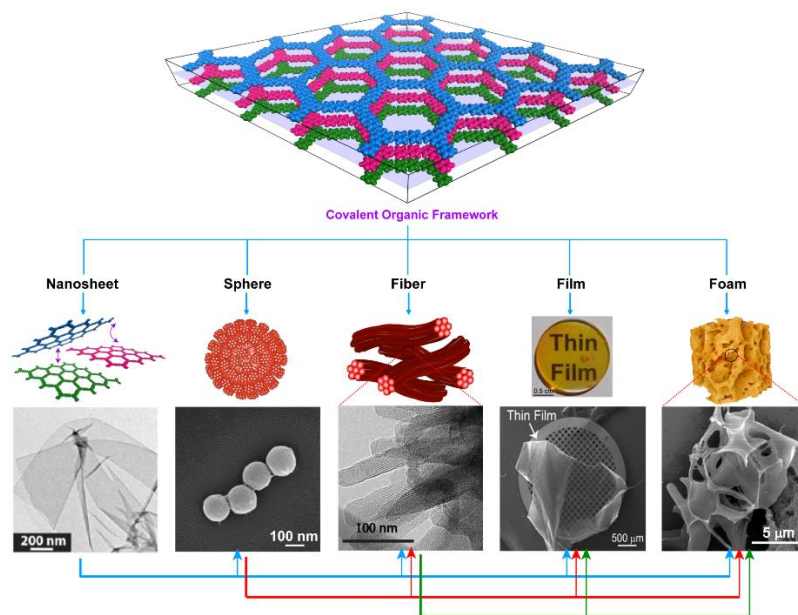 Covalent Organic Framework
Nanosheet
Sphere
Fiber
Film
Foam
Thin
Film
0.5 cm
Thin Film
200 nm
100 nm
100 nm
500 μm
5 μm